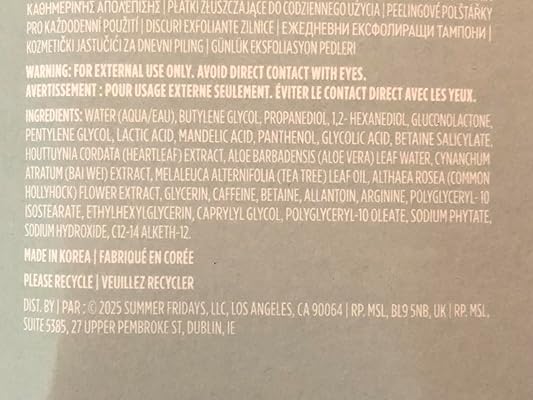 ΚΑΘΗΜΕΡΙΝΗΣ ΑΠΟΛΕΠΙΣΗΣ | PŁATKI ZŁUSZCZAJĄCE DO CODZIENNEGO UŻYCIA | PEELINGOVÉ POLŠTÁŘKY
PRO KAŽDODENNÍ POUŽITÍ | DISCURI EXFOLIANTE ZILNICE | ЕЖЕДНЕВНИ ЕКСФОЛИРАЩИ ТАМПОНИ |
KOZMETIČKI JASTUČIĆI ZA DNEVNI PILING | GÜNLÜK EKSFOLIASYON PEDLERI
WARNING: FOR EXTERNAL USE ONLY. AVOID DIRECT CONTACT WITH EYES.
AVERTISSEMENT : POUR USAGE EXTERNE SEULEMENT. ÉVITER LE CONTACT DIRECT AVEC LES YEUX.
INGREDIENTS: WATER (AQUA/EAU), BUTYLENE GLYCOL, PROPANEDIOL, 1,2- HEXANEDIOL, GLUCONOLACTONE,
PENTYLENE GLYCOL, LACTIC ACID, MANDELIC ACID, PANTHENOL, GLYCOLIC ACID, BETAINE SALICYLATE,
HOUTTUYNIA CORDATA (HEARTLEAF) EXTRACT, ALOE BARBADENSIS (ALOE VERA) LEAF WATER, CYNANCHUM
ATRATUM (BAI WEI) EXTRACT, MELALEUCA ALTERNIFOLIA (TEA TREE) LEAF OIL, ALTHAEA ROSEA (COMMON
HOLLYHOCK) FLOWER EXTRACT, GLYCERIN, CAFFEINE, BETAINE, ALLANTOIN, ARGININE, POLYGLYCERYL- 10
ISOSTEARATE, ETHYLHEXYLGLYCERIN, CAPRYLYL GLYCOL, POLYGLYCERYL-10 OLEATE, SODIUM PHYTATE,
SODIUM HYDROXIDE, C12-14 ALKETH-12.
MADE IN KOREA | FABRIQUÉ EN CORÉE
PLEASE RECYCLE | VEUILLEZ RECYCLER
DIST. BY | PAR : © 2025 SUMMER FRIDAYS, LLC, LOS ANGELES, CA 90064 | RP. MSL, BL9 5NB, UK | RP. MSL,
SUITE 5385, 27 UPPER PEMBROKE ST, DUBLIN, IE